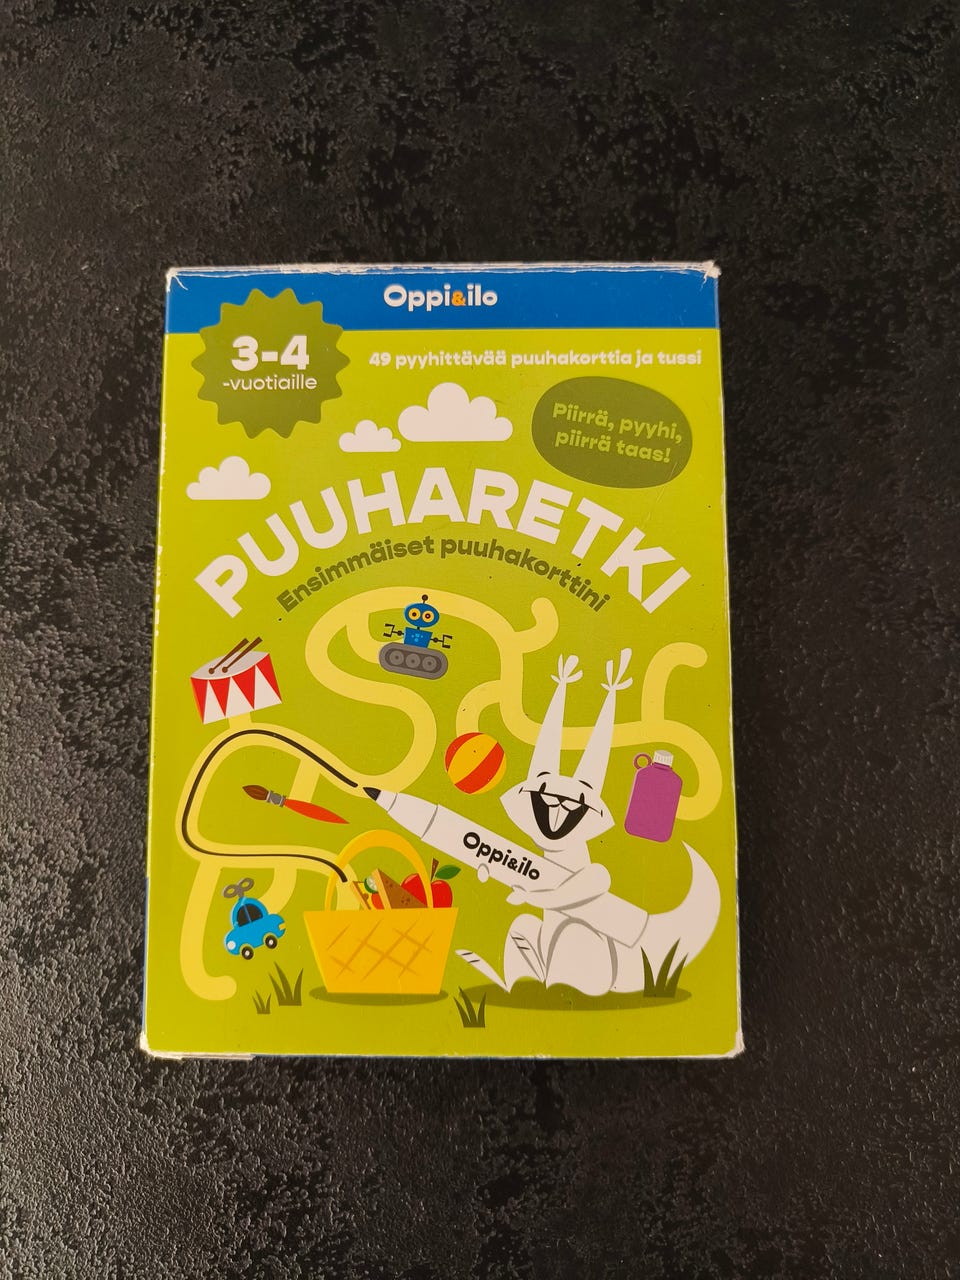 Oppi&ilo
3-4
-vuotiaille
49 pyyhittävää puuhakorttia ja tussi
Piirrä, pyyhi,
piirrä taas!
PUUHARETKI
Ensimmäiset puuhakorttini
Oppi&ilo